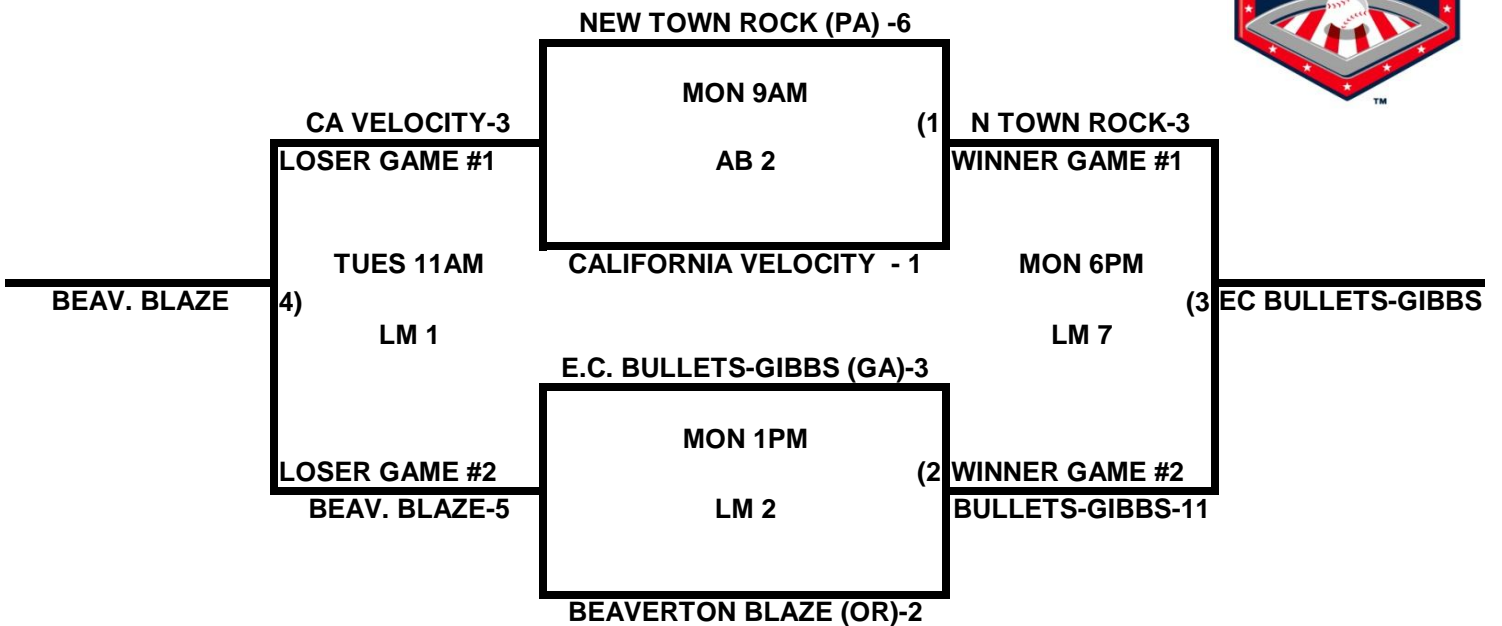 NEW TOWN ROCK (PA) -6
MON 9AM
TM
CA VELOCITY-3
(1
N TOWN ROCK-3
LOSER GAME #1
AB 2
WINNER GAME #1
TUES 11AM
CALIFORNIA VELOCITY - 1
MON 6PM
BEAV. BLAZE
4)
(3
EC BULLETS-GIBBS
LM 1
LM 7
E.C. BULLETS-GIBBS (GA)-3
MON 1PM
LOSER GAME #2
(2
WINNER GAME #2
BEAV. BLAZE-5
LM 2
BULLETS-GIBBS-11
BEAVERTON BLAZE (OR)-2